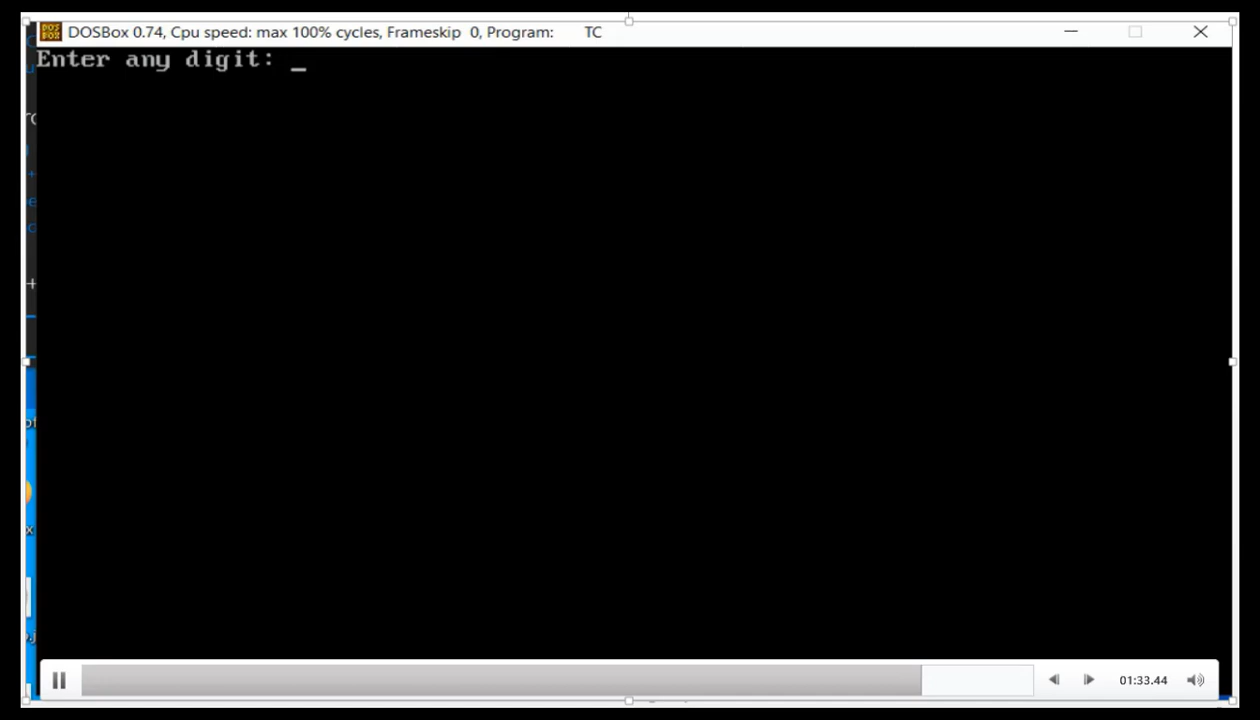 DOSBox 0.74, Cpu speed: max 100% cycles, Frameskip 0, Program: TC
Enter any digit: _
01:33.44